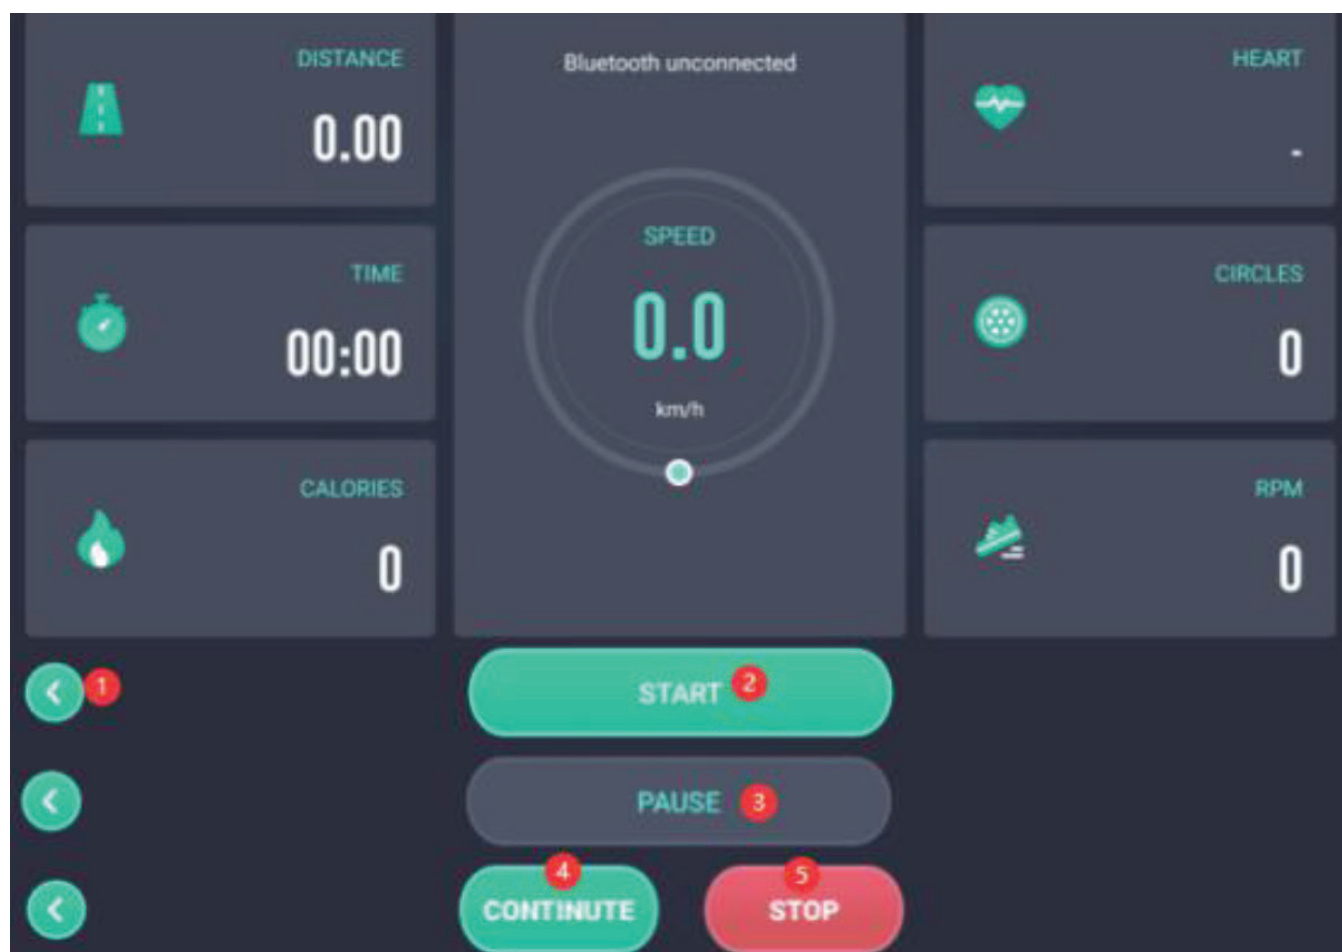 DISTANCE
0.00
TIME
00:00
CALORIES
0
Bluetooth unconnected
SPEED
0.0
km/h
HEART
-
CIRCLES
0
RPM
0
1
START 2
PAUSE 3
4
CONTINUTE
5
STOP